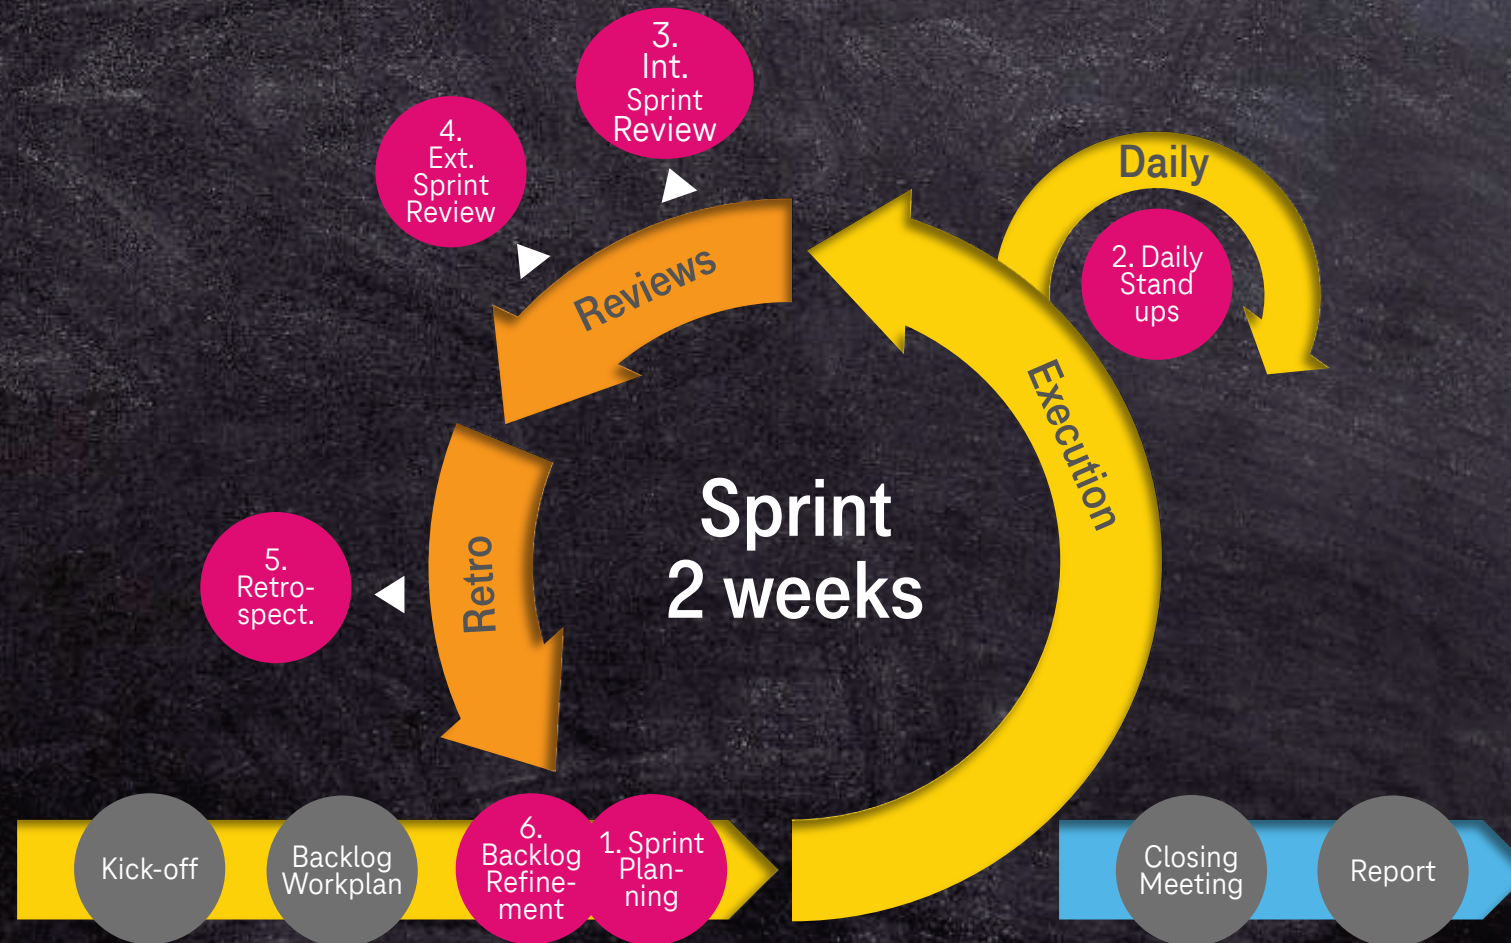 3.
Int.
Sprint
Review
4.
Ext.
Sprint
Review
Daily
2. Daily
Stand
ups
Reviews
Execution
Sprint
2 weeks
5.
Retro-
spect.
Retro
Kick-off
Backlog
Workplan
6.
Backlog
Refine-
ment
1. Sprint
Plan-
ning
Closing
Meeting
Report